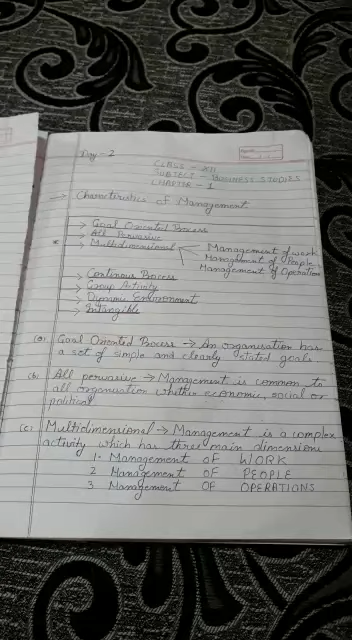 Day - 2
CLASS - XII
SUBJECT - BUSINESS STUDIES
CHAPTER - 1
→ Characteristics of Management
→ Goal Oriented Process
→ All Pervasive
* → Multidimensional → Management of work
Management of People
Management of Operation
→ Continous Process
→ Group Activity
→ Dynamic Environment
→ Intangible
(a) Goal Oriented Process → An organisation has
a set of simple and clearly stated goals
(b) All pervasive → Management is common to
all organisation whether economic, social or
political
(c) Multidimensional → Management is a complex
activity which has three main dimensions
1. Management OF WORK
2 Management OF PEOPLE
3 Management OF OPERATIONS